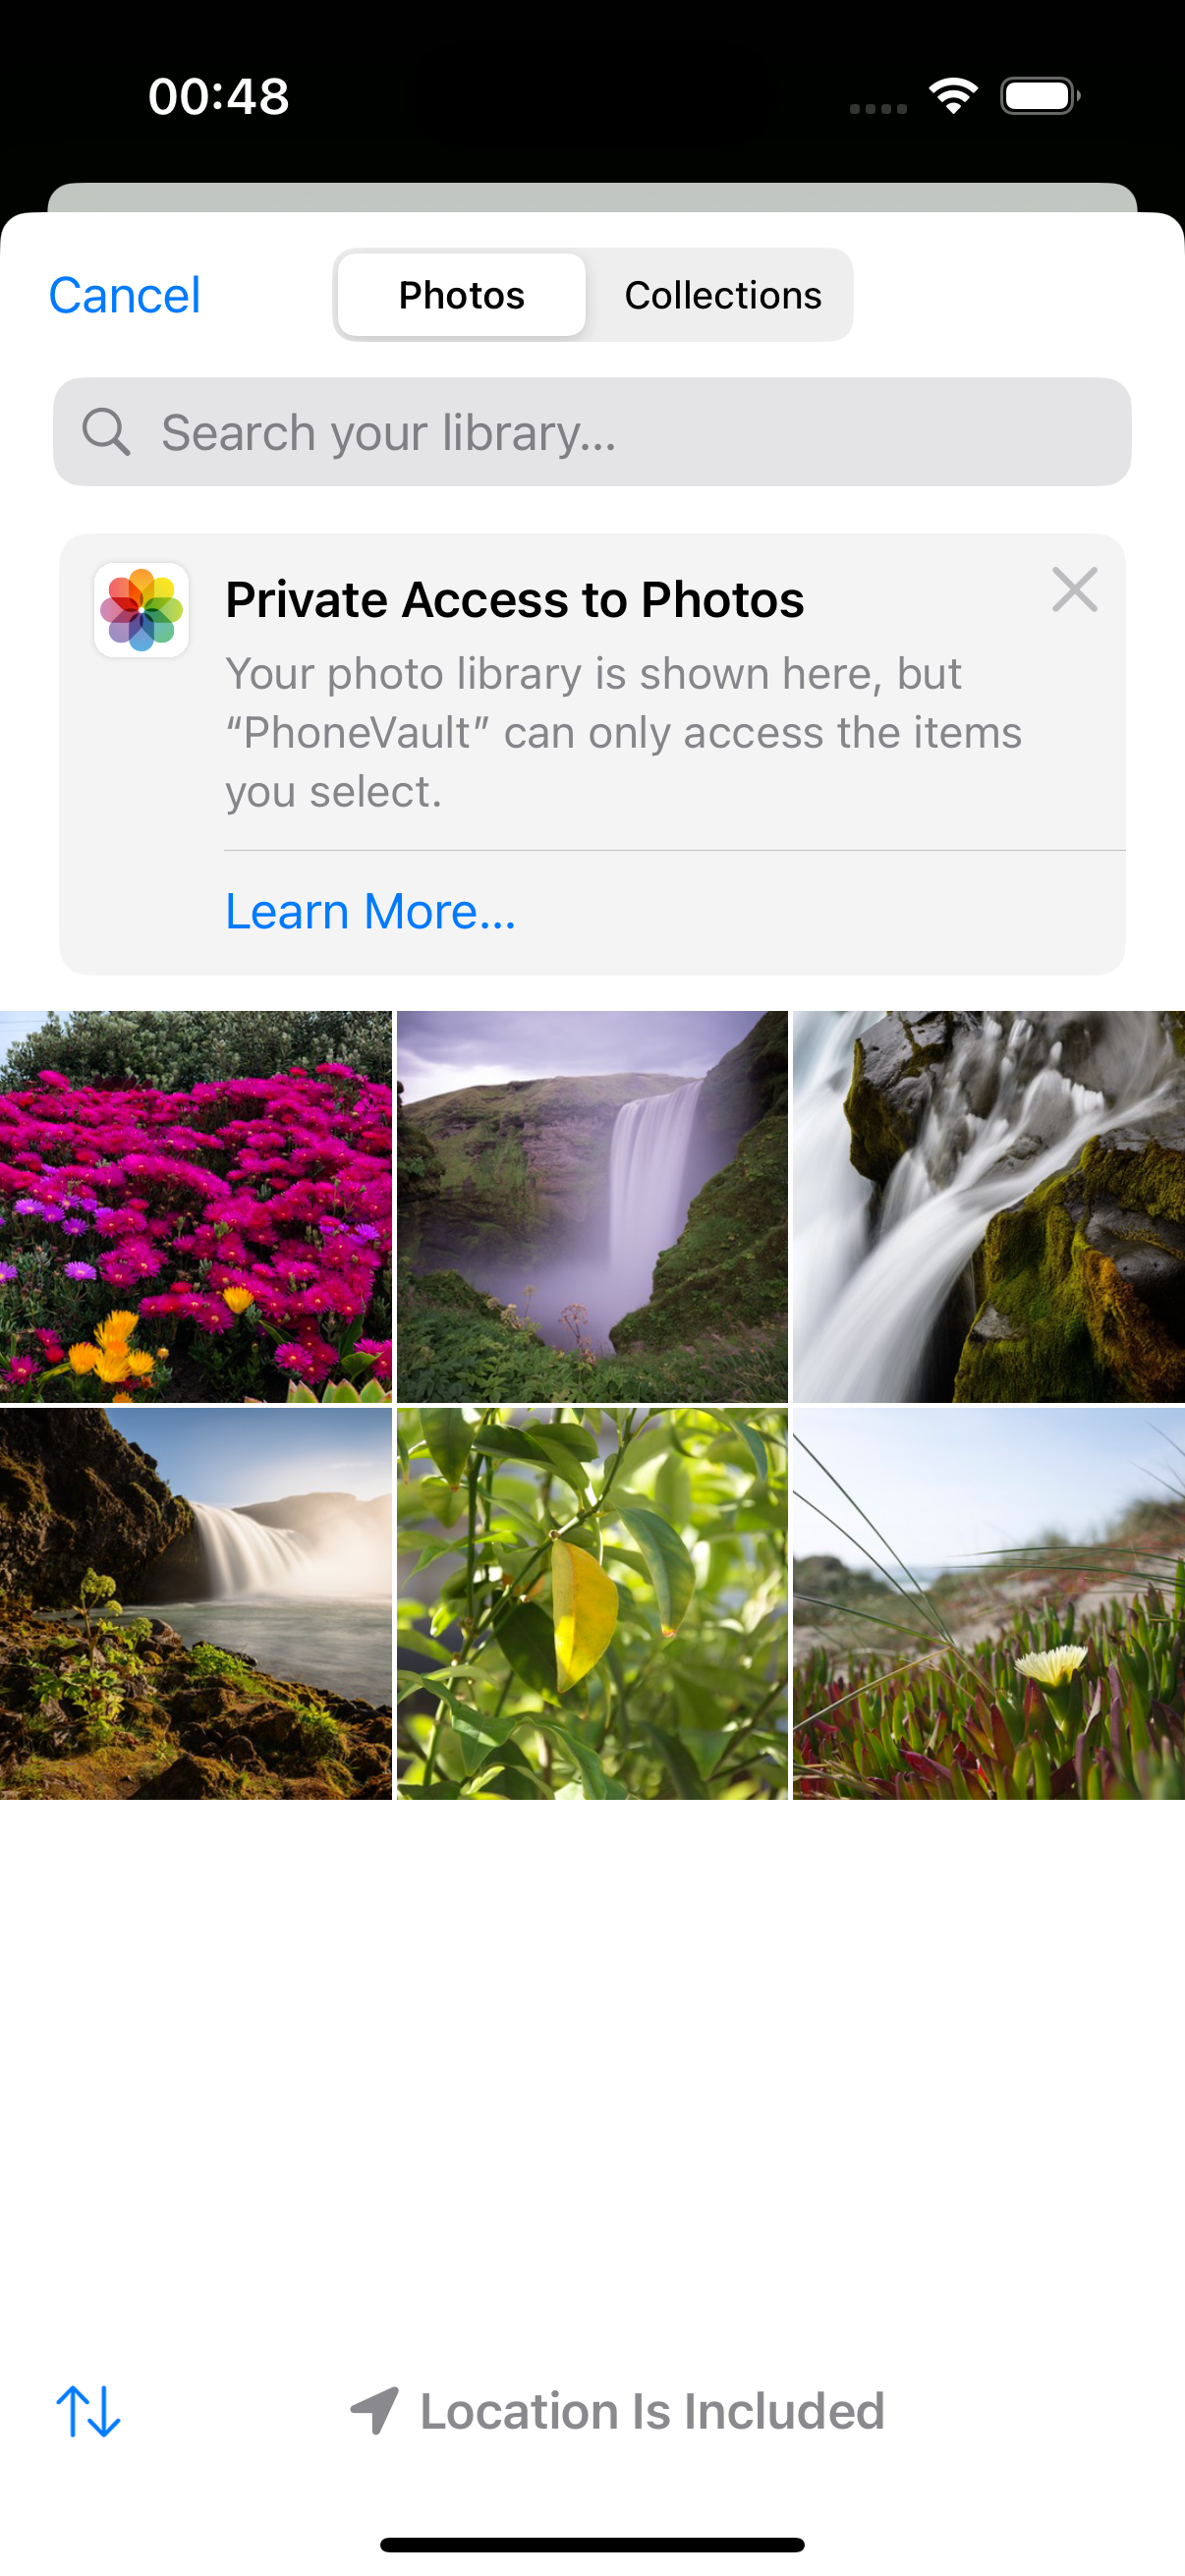 00:48
Cancel
Photos
Collections
Search your library...
Private Access to Photos
Your photo library is shown here, but
“PhoneVault” can only access the items
you select.
Learn More...
Location Is Included